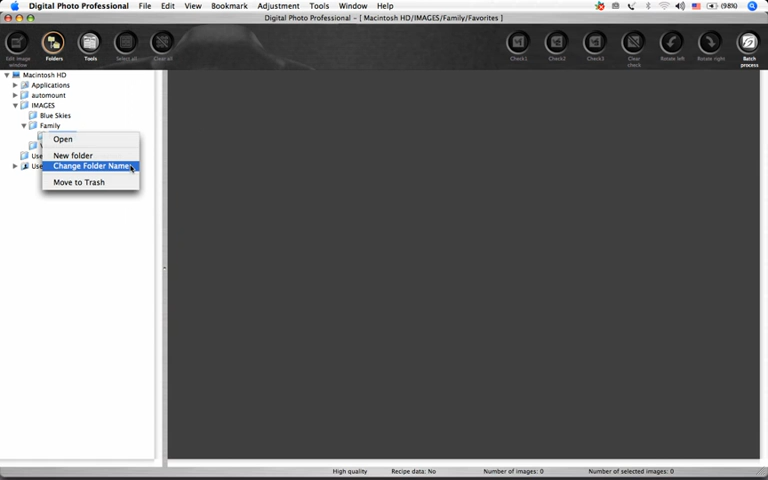 Digital Photo Professional File Edit View Bookmark Adjustment Tools Window Help (98%)
Digital Photo Professional - [ Macintosh HD/IMAGES/Family/Favorites ]
Edit image window Folders Tools Select all Clear all Check1 Check2 Check3 Clear check Rotate left Rotate right Batch process
Macintosh HD
Applications
automount
IMAGES
Blue Skies
Family
Open
New folder
Change Folder Name
Move to Trash
Use
Use
High quality Recipe data: No Number of images: 0 Number of selected images: 0